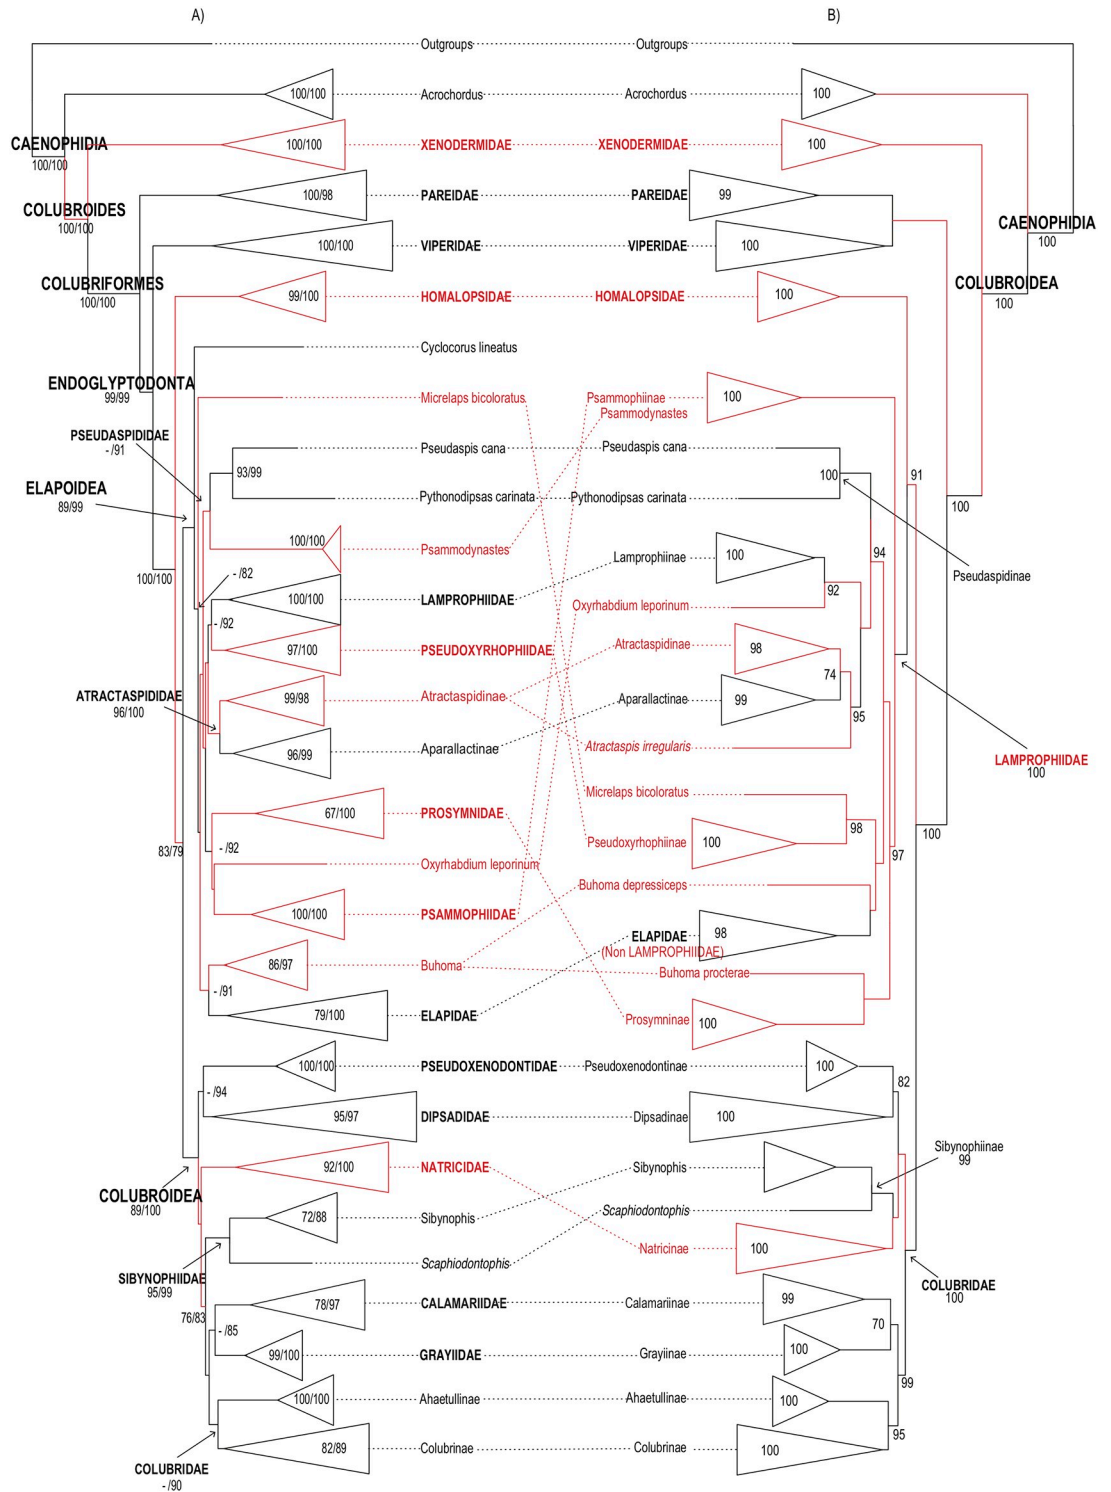 A) B)
Outgroups Outgroups
100/100 Acrochordus Acrochordus 100
CAENOPHIDIA
100/100
100/100 XENODERMIDAE XENODERMIDAE 100
100/98 PAREIDAE PAREIDAE 99
COLUBROIDES
100/100
CAENOPHIDIA
100
100/100 VIPERIDAE VIPERIDAE 100
COLUBRIFORMES
100/100
COLUBROIDEA
100
99/100 HOMALOPSIDAE HOMALOPSIDAE 100
Cyclocorus lineatus
ENDOGLYPTODONTA
99/99
Micrelaps bicoloratus Psammophiinae 100
Psammodynastes
PSEUDASPIDIDAE
- /91
93/99 Pseudaspis cana Pseudaspis cana 100 91
ELAPOIDEA
89/99
Pythonodipsas carinata Pythonodipsas carinata
100
100/100 Psammodynastes
Lamprophiinae 100 94
100/100
- /82
Pseudaspidinae
100/100 LAMPROPHIIDAE 92
Oxyrhabdium leporinum
- /92
97/100 PSEUDOXYRHOPHIIDAE Atractaspidinae 98
74
ATRACTASPIDIDAE
96/100
99/98 Atractaspidinae Aparallactinae 99
95
96/99 Aparallactinae Atractaspis irregularis
LAMPROPHIIDAE
100
Micrelaps bicoloratus
67/100 PROSYMNIDAE 98
100
83/79
- /92
Pseudoxyrhophiinae 100 97
Oxyrhabdium leporinum
Buhoma depressiceps
100/100 PSAMMOPHIIDAE
ELAPIDAE 98
(Non LAMPROPHIIDAE)
86/97 Buhoma
Buhoma procterae
- /91
79/100 ELAPIDAE Prosymninae 100
100/100 PSEUDOXENODONTIDAE Pseudoxenodontinae 100
- /94
82
95/97 DIPSADIDAE Dipsadinae 100
Sibynophiinae
99
92/100 NATRICIDAE Sibynophis
COLUBROIDEA
89/100
72/88 Sibynophis Scaphiodontophis
Scaphiodontophis Natricinae 100
SIBYNOPHIIDAE
95/99
COLUBRIDAE
100
78/97 CALAMARIIDAE Calamariinae 99
76/83
- /85
70
99/100 GRAYIIDAE Grayiinae 100
99
100/100 Ahaetullinae Ahaetullinae 100
95
82/89 Colubrinae Colubrinae 100
COLUBRIDAE
- /90